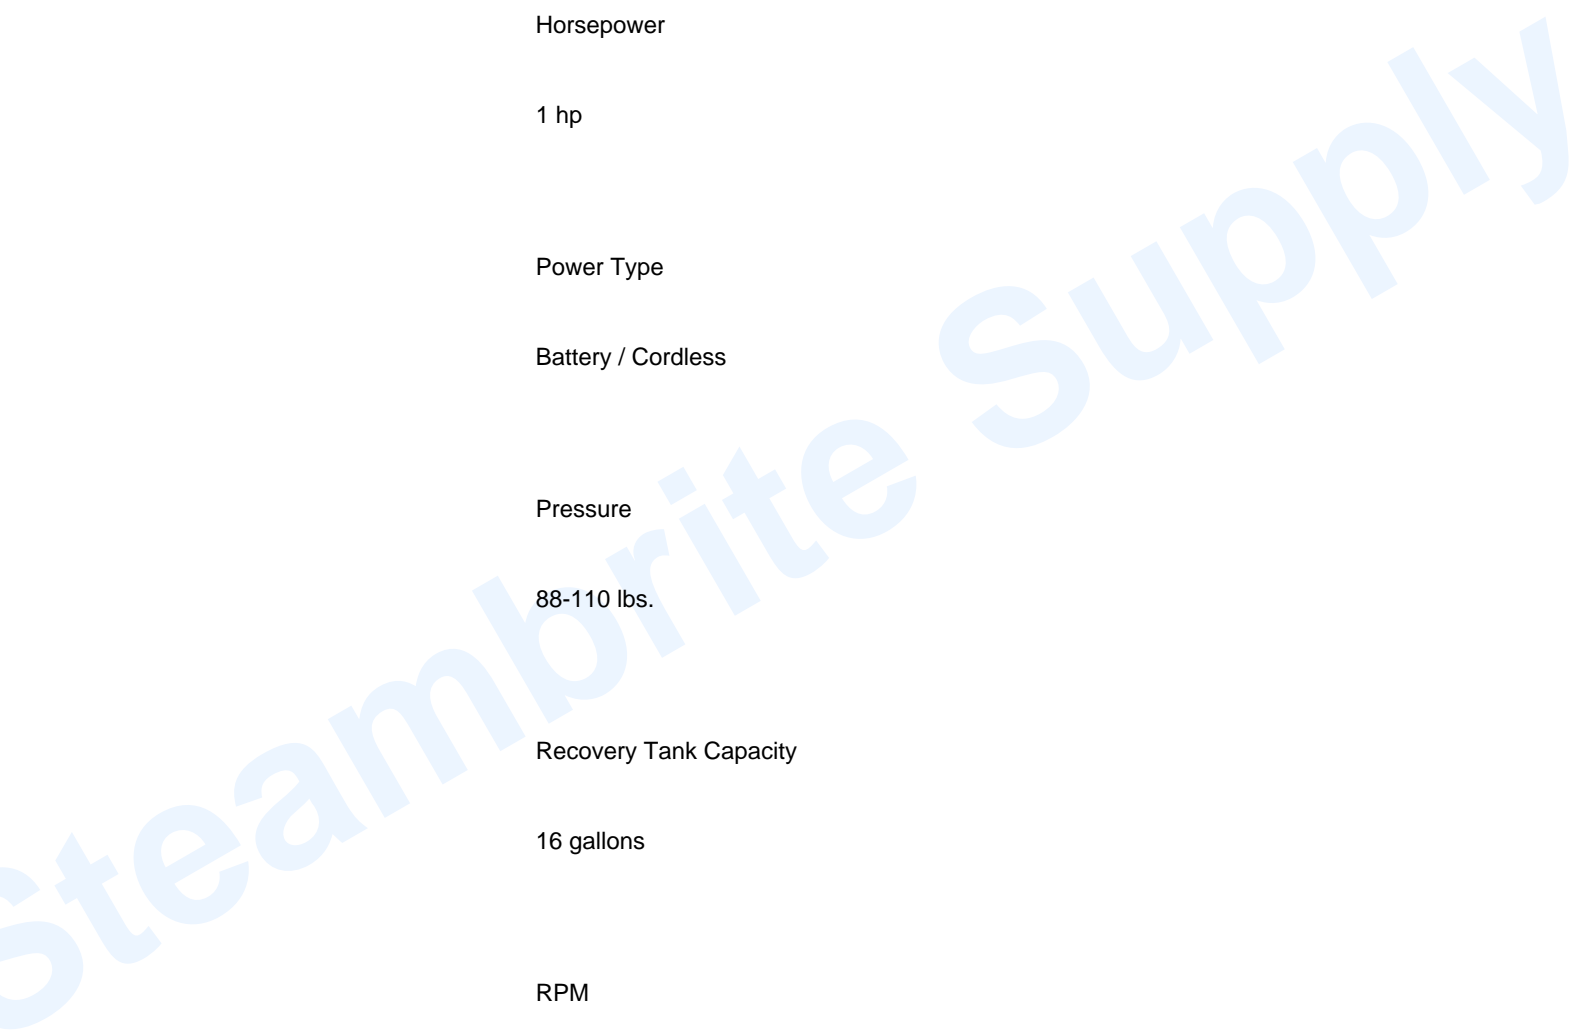 Horsepower
1 hp
Power Type
Battery / Cordless
Pressure
88-110 lbs.
Recovery Tank Capacity
16 gallons
RPM
Steambrite Supply